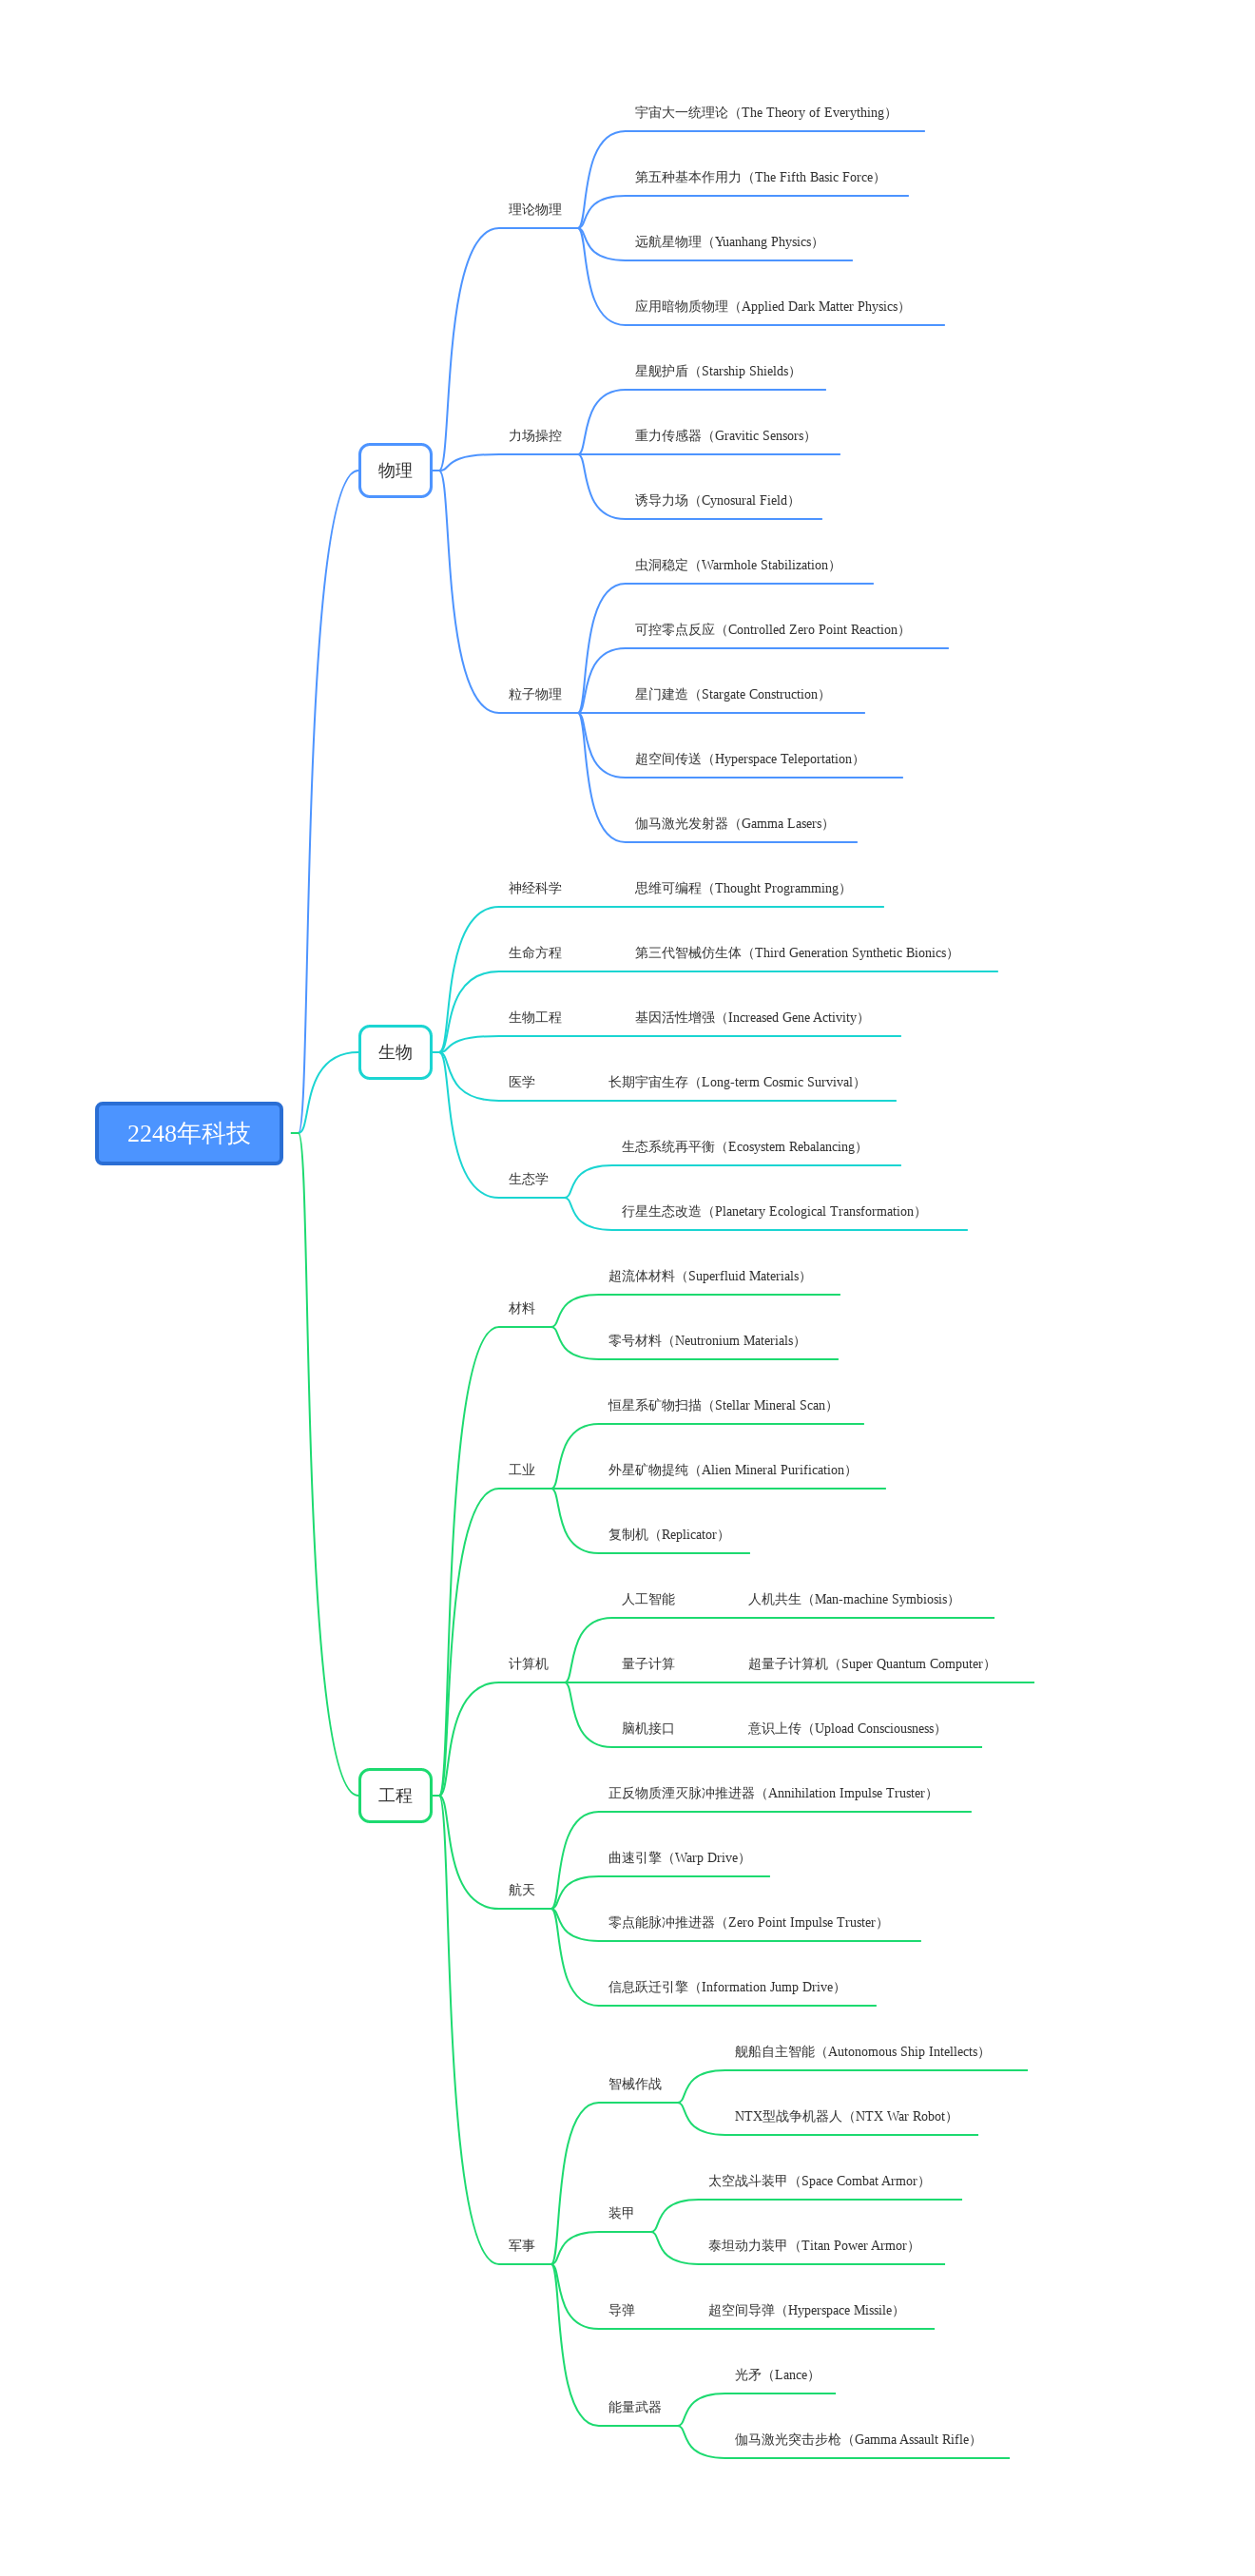 2248年科技
物理
理论物理
宇宙大一统理论（The Theory of Everything）
第五种基本作用力（The Fifth Basic Force）
远航星物理（Yuanhang Physics）
应用暗物质物理（Applied Dark Matter Physics）
力场操控
星舰护盾（Starship Shields）
重力传感器（Gravitic Sensors）
诱导力场（Cynosural Field）
粒子物理
虫洞稳定（Warmhole Stabilization）
可控零点反应（Controlled Zero Point Reaction）
星门建造（Stargate Construction）
超空间传送（Hyperspace Teleportation）
伽马激光发射器（Gamma Lasers）
生物
神经科学
思维可编程（Thought Programming）
生命方程
第三代智械仿生体（Third Generation Synthetic Bionics）
生物工程
基因活性增强（Increased Gene Activity）
医学
长期宇宙生存（Long-term Cosmic Survival）
生态学
生态系统再平衡（Ecosystem Rebalancing）
行星生态改造（Planetary Ecological Transformation）
工程
材料
超流体材料（Superfluid Materials）
零号材料（Neutronium Materials）
工业
恒星系矿物扫描（Stellar Mineral Scan）
外星矿物提纯（Alien Mineral Purification）
复制机（Replicator）
计算机
人工智能
人机共生（Man-machine Symbiosis）
量子计算
超量子计算机（Super Quantum Computer）
脑机接口
意识上传（Upload Consciousness）
航天
正反物质湮灭脉冲推进器（Annihilation Impulse Truster）
曲速引擎（Warp Drive）
零点能脉冲推进器（Zero Point Impulse Truster）
信息跃迁引擎（Information Jump Drive）
军事
智械作战
舰船自主智能（Autonomous Ship Intellects）
NTX型战争机器人（NTX War Robot）
装甲
太空战斗装甲（Space Combat Armor）
泰坦动力装甲（Titan Power Armor）
导弹
超空间导弹（Hyperspace Missile）
能量武器
光矛（Lance）
伽马激光突击步枪（Gamma Assault Rifle）